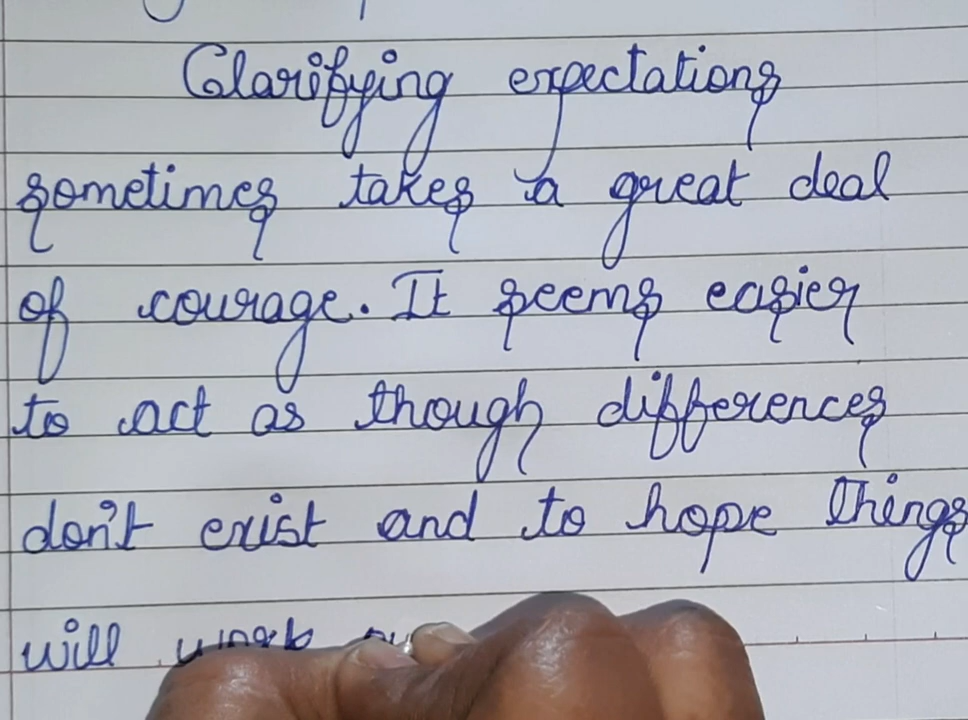 Clarifying expectations
sometimes takes a great deal
of courage. It seems easier
to act as though differences
don't exist and to hope things
will work